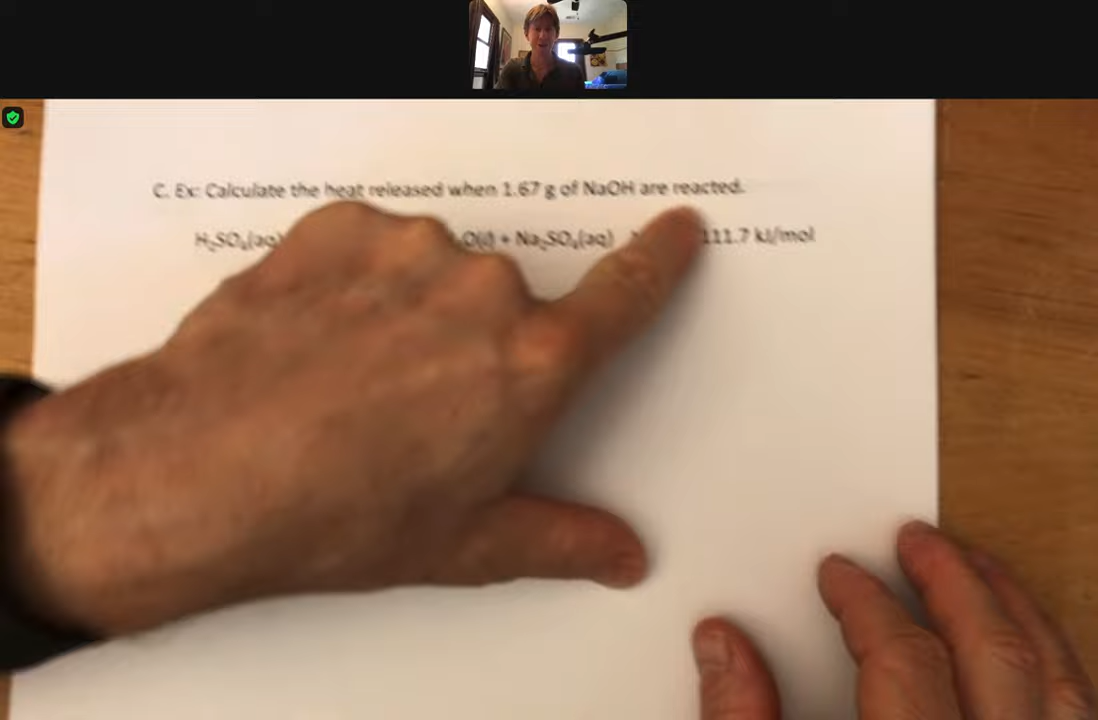 C. Ex: Calculate the heat released when 1.67 g of NaOH are reacted.
H₂SO₄(aq) O(l) + Na₂SO₄(aq) 111.7 kJ/mol